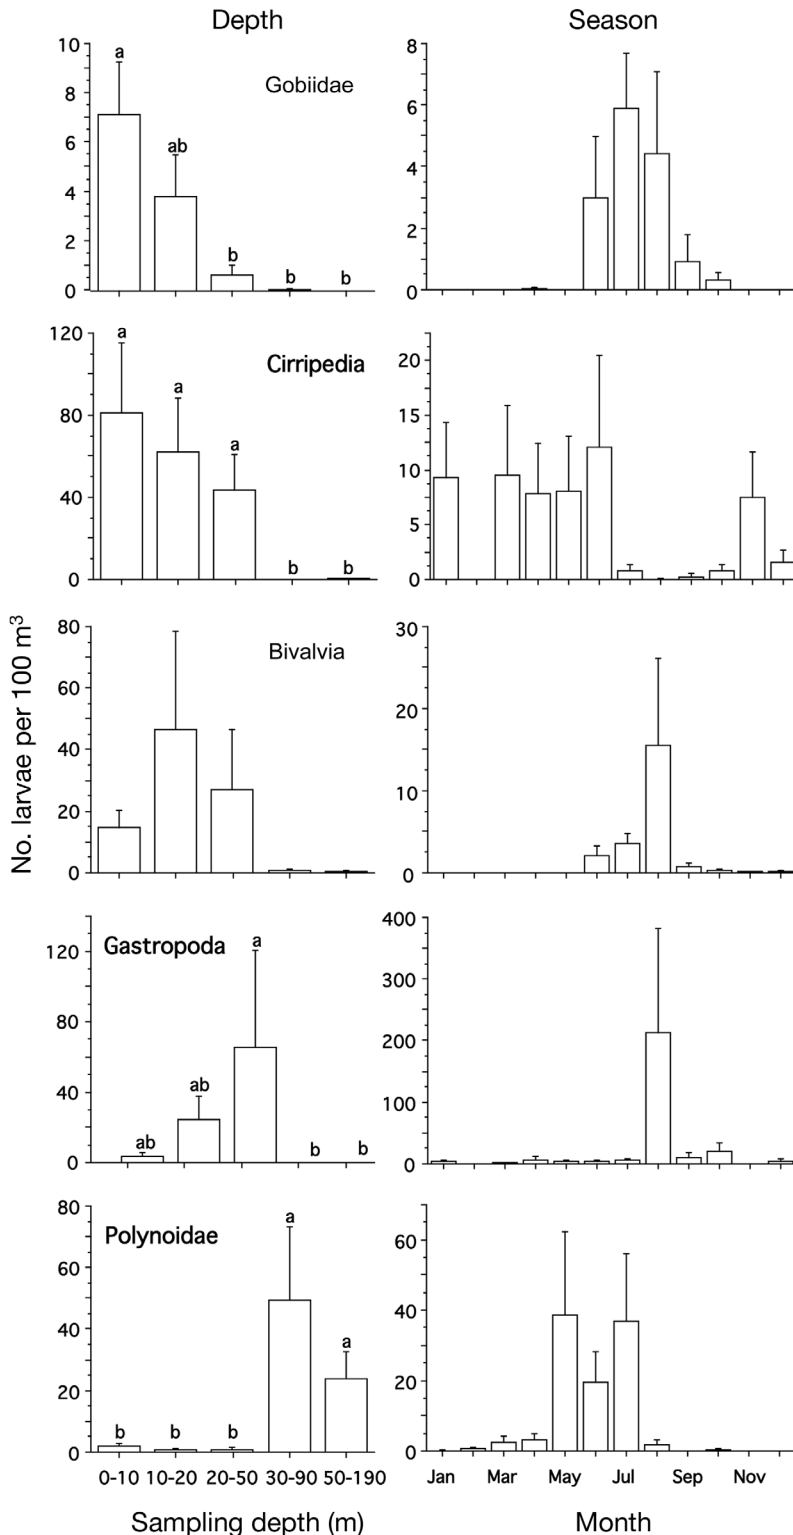 Depth
Season
10
8
6
4
2
0
a
ab
b
b
b
Gobiidae
8
6
4
2
0
120
80
40
0
a
a
a
b
b
Cirripedia
20
15
10
5
0
No. larvae per 100 m³
80
60
40
20
0
Bivalvia
30
20
10
0
120
80
40
0
Gastropoda
ab
ab
a
b
b
400
300
200
100
0
80
60
40
20
0
Polynoidae
b
b
b
a
a
60
40
20
0
0-10 10-20 20-50 30-90 50-190
Jan Mar May Jul Sep Nov
Sampling depth (m)
Month